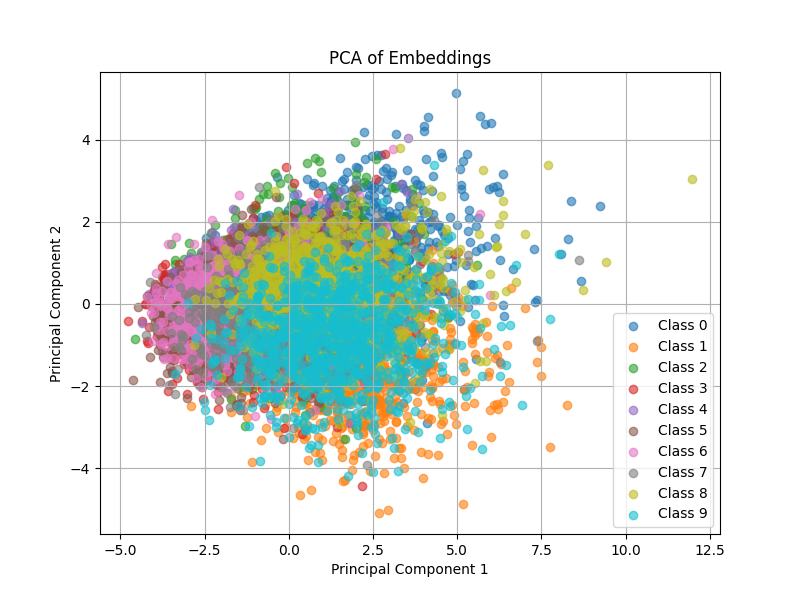 PCA of Embeddings
Principal Component 2
4
2
0
−2
−4
−5.0 −2.5 0.0 2.5 5.0 7.5 10.0 12.5
Principal Component 1
Class 0
Class 1
Class 2
Class 3
Class 4
Class 5
Class 6
Class 7
Class 8
Class 9